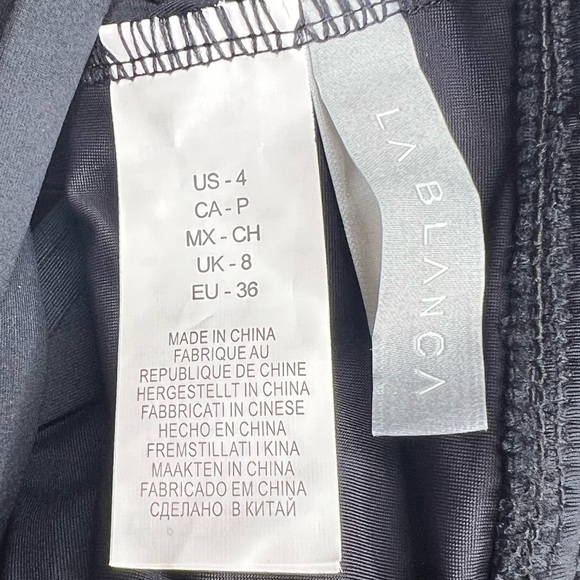 US - 4
CA - P
MX - CH
UK - 8
EU - 36
MADE IN CHINA
FABRIQUE AU
REPUBLIQUE DE CHINE
HERGESTELLT IN CHINA
FABBRICATI IN CINESE
HECHO EN CHINA
FREMSTILLATI I KINA
MAAKTEN IN CHINA
FABRICADO EM CHINA
СДЕЛАНО В КИТАЙ
LA BLANCA